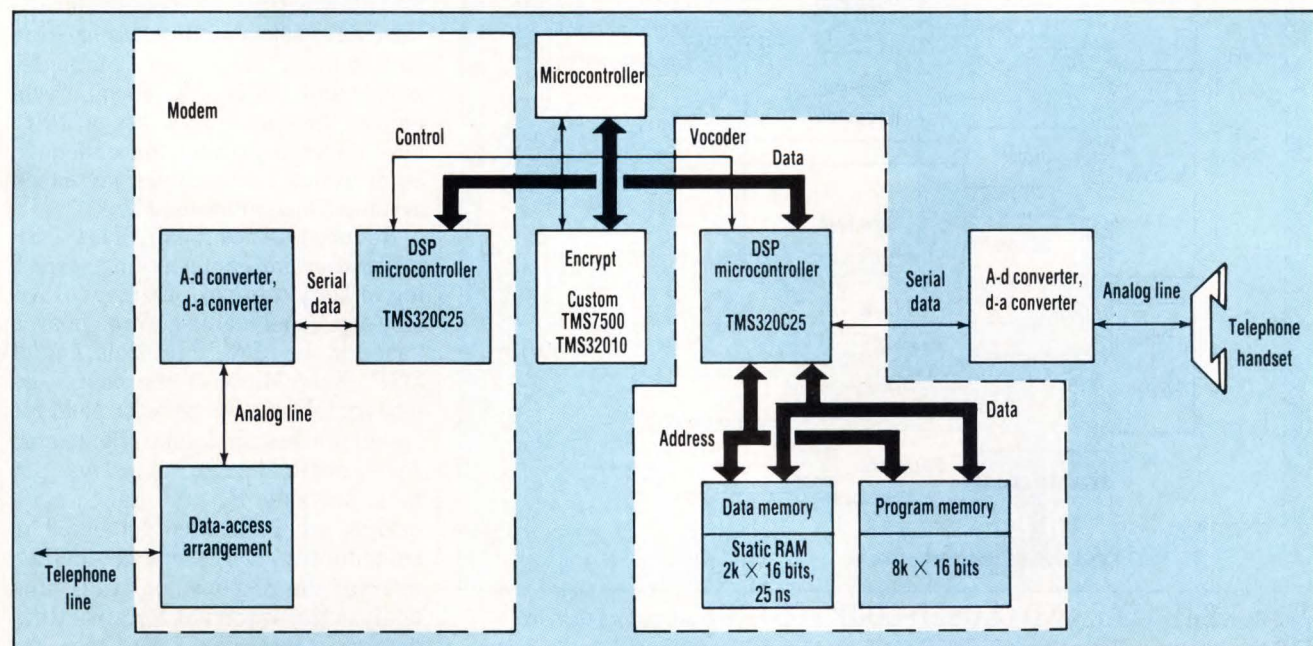 Modem
Microcontroller
Control
Vocoder
Data
A-d converter,
d-a converter
Serial
data
DSP
microcontroller
TMS320C25
Encrypt
Custom
TMS7500
TMS32010
DSP
microcontroller
TMS320C25
Serial
data
A-d converter,
d-a converter
Analog line
Telephone
handset
Analog line
Address
Data
Data-access
arrangement
Telephone
line
Data memory
Static RAM
2k × 16 bits,
25 ns
Program memory
8k × 16 bits